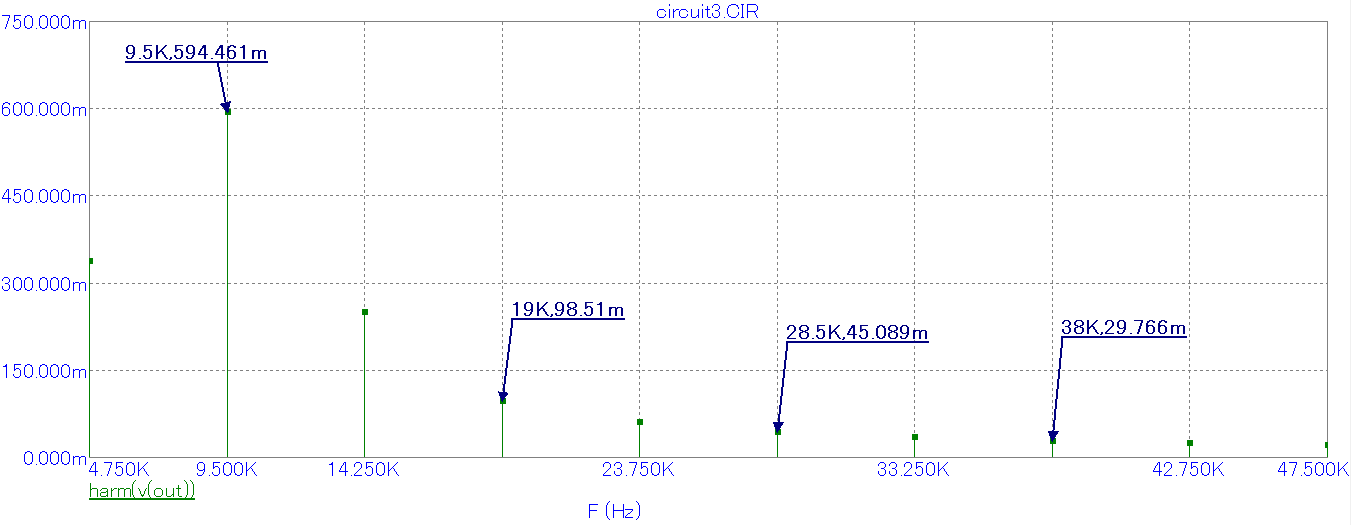 circuit3.CIR
750.000m
9.5K,594.461m
600.000m
450.000m
300.000m
19K,98.51m
28.5K,45.089m
38K,29.766m
150.000m
0.000m
4.750K 9.500K 14.250K 23.750K 33.250K 42.750K 47.500K
harm(v(out))
F (Hz)